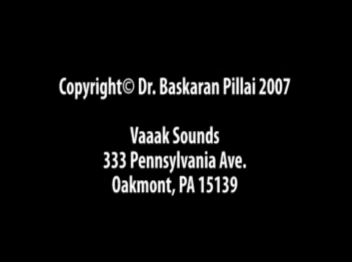 Copyright© Dr. Baskaran Pillai 2007
Vaaak Sounds
333 Pennsylvania Ave.
Oakmont, PA 15139